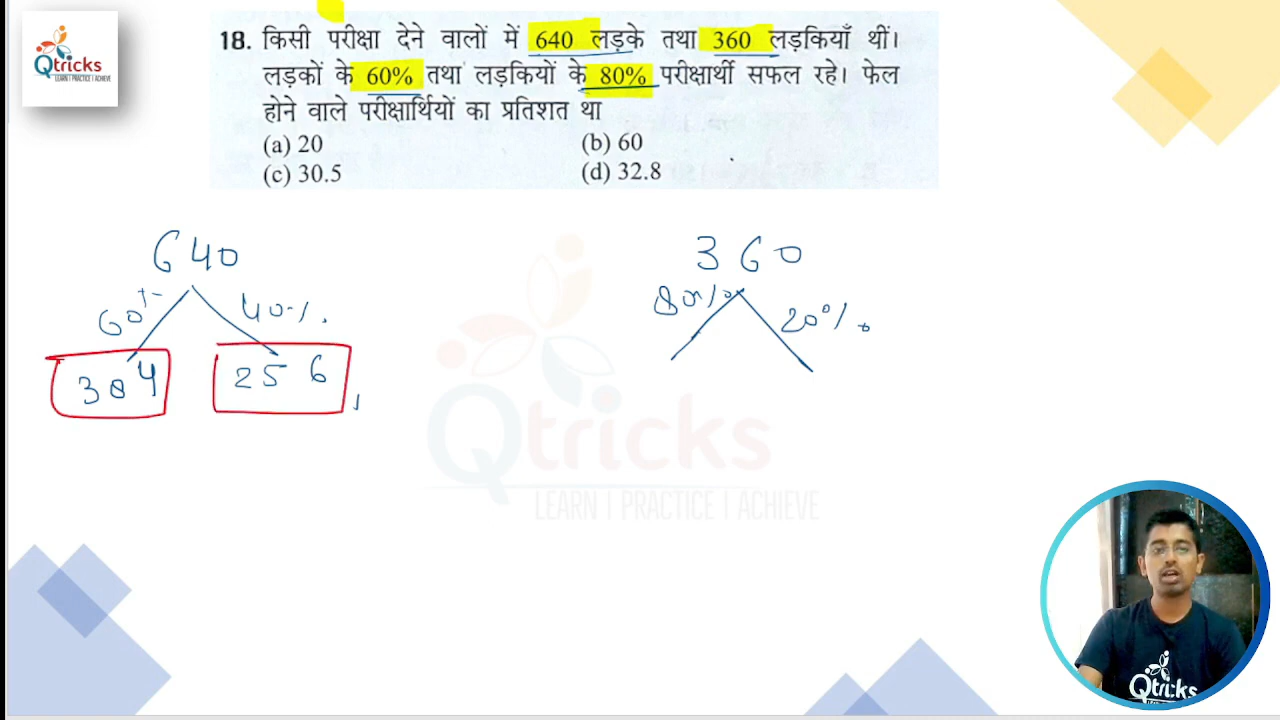 Qtricks
LEARN | PRACTICE | ACHIEVE
18. किसी परीक्षा देने वालों में 640 लड़के तथा 360 लड़कियाँ थीं।
लड़कों के 60% तथा लड़कियों के 80% परीक्षार्थी सफल रहे। फेल
होने वाले परीक्षार्थियों का प्रतिशत था
(a) 20 (b) 60
(c) 30.5 (d) 32.8
640 360
60% 40% 80% 20%
384 256
Qtricks
LEARN | PRACTICE | ACHIEVE
Qtricks